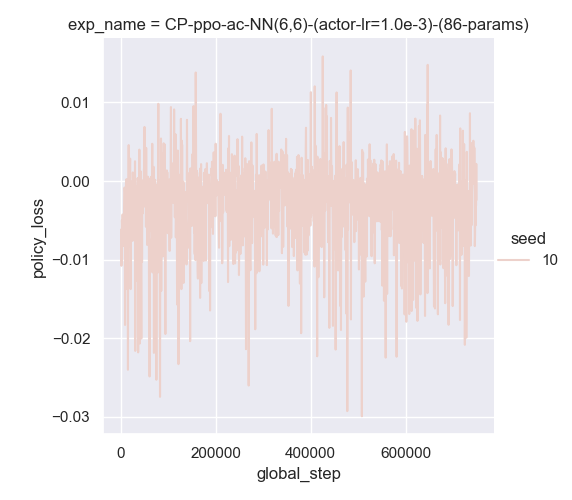 exp_name = CP-ppo-ac-NN(6,6)-(actor-lr=1.0e-3)-(86-params)
0.01
0.00
−0.01
−0.02
−0.03
policy_loss
0
200000
400000
600000
global_step
seed
10